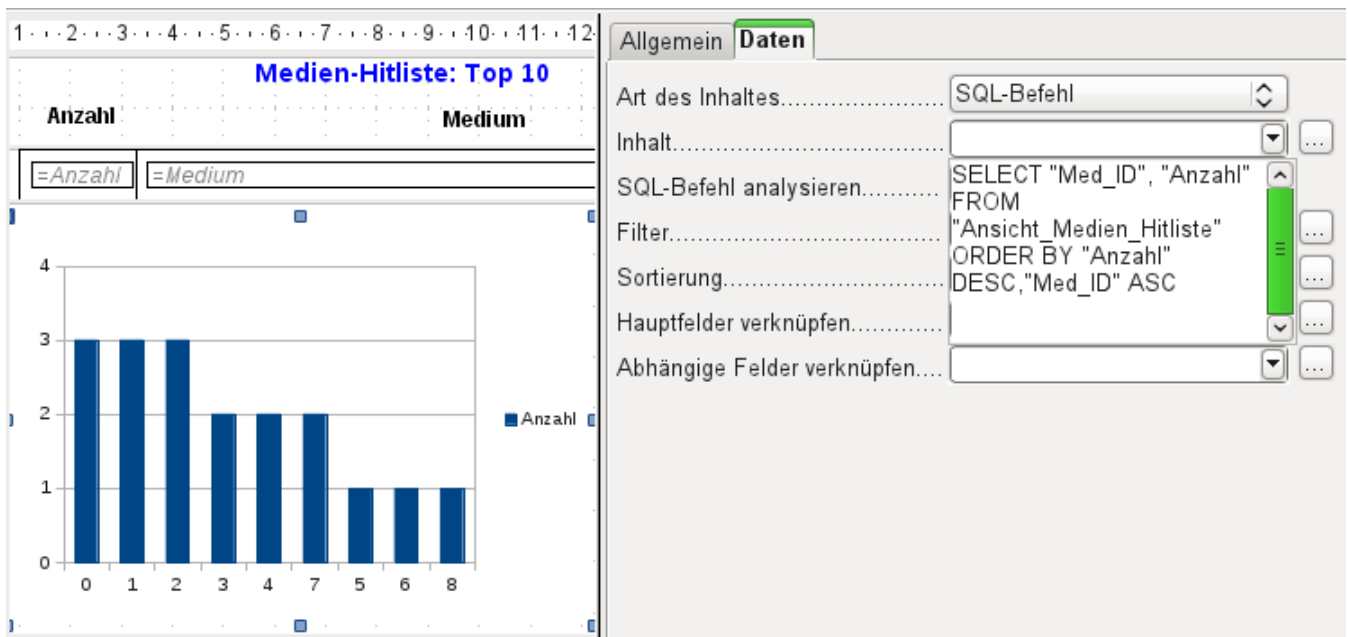 1 · · · 2 · · · 3 · · · 4 · · · 5 · · · 6 · · · 7 · · · 8 · · · 9 · · · 10 · · · 11 · · · 12 ·
Medien-Hitliste: Top 10
Anzahl Medium
=Anzahl =Medium
4
3
2
1
0
0 1 2 3 4 7 5 6 8
Anzahl
Allgemein Daten
Art des Inhaltes....................... SQL-Befehl
Inhalt..................................... ...
SQL-Befehl analysieren...........
Filter..................................... ...
Sortierung............................. ...
Hauptfelder verknüpfen............. ...
Abhängige Felder verknüpfen.... ...
SELECT "Med_ID", "Anzahl"
FROM
"Ansicht_Medien_Hitliste"
ORDER BY "Anzahl"
DESC,"Med_ID" ASC